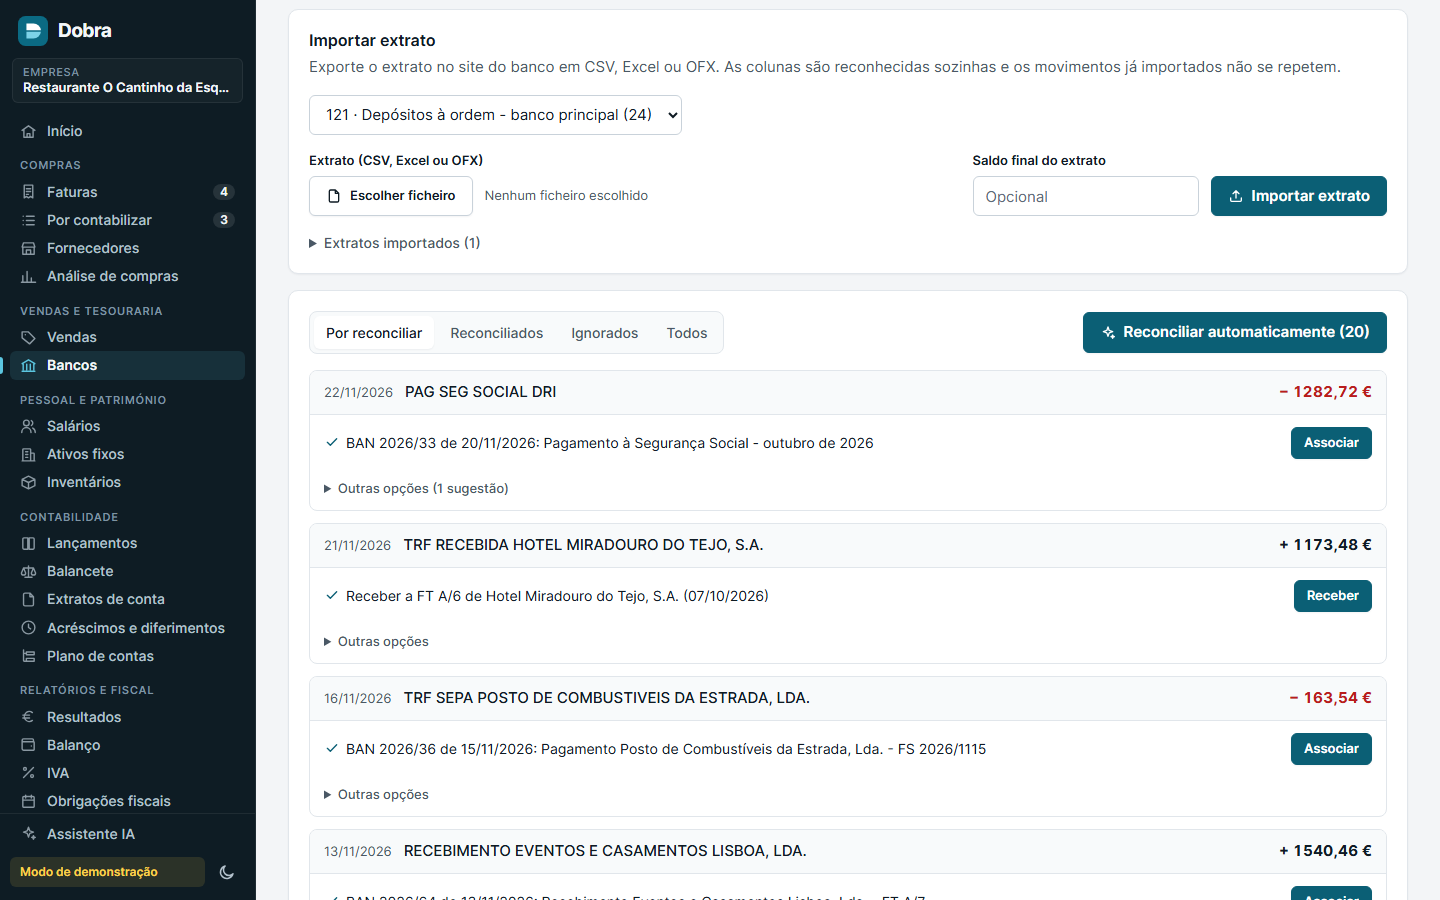 Dobra
EMPRESA
Restaurante O Cantinho da Esq...
Início
COMPRAS
Faturas 4
Por contabilizar 3
Fornecedores
Análise de compras
VENDAS E TESOURARIA
Vendas
Bancos
PESSOAL E PATRIMÓNIO
Salários
Ativos fixos
Inventários
CONTABILIDADE
Lançamentos
Balancete
Extratos de conta
Acréscimos e diferimentos
Plano de contas
RELATÓRIOS E FISCAL
Resultados
Balanço
IVA
Obrigações fiscais
Assistente IA
Modo de demonstração
Importar extrato
Exporte o extrato no site do banco em CSV, Excel ou OFX. As colunas são reconhecidas sozinhas e os movimentos já importados não se repetem.
121 · Depósitos à ordem - banco principal (24)
Extrato (CSV, Excel ou OFX) Saldo final do extrato
Escolher ficheiro Nenhum ficheiro escolhido Opcional Importar extrato
Extratos importados (1)
Por reconciliar Reconciliados Ignorados Todos Reconciliar automaticamente (20)
22/11/2026 PAG SEG SOCIAL DRI − 1282,72 €
BAN 2026/33 de 20/11/2026: Pagamento à Segurança Social - outubro de 2026 Associar
Outras opções (1 sugestão)
21/11/2026 TRF RECEBIDA HOTEL MIRADOURO DO TEJO, S.A. + 1173,48 €
Receber a FT A/6 de Hotel Miradouro do Tejo, S.A. (07/10/2026) Receber
Outras opções
16/11/2026 TRF SEPA POSTO DE COMBUSTIVEIS DA ESTRADA, LDA. − 163,54 €
BAN 2026/36 de 15/11/2026: Pagamento Posto de Combustíveis da Estrada, Lda. - FS 2026/1115 Associar
Outras opções
13/11/2026 RECEBIMENTO EVENTOS E CASAMENTOS LISBOA, LDA. + 1540,46 €